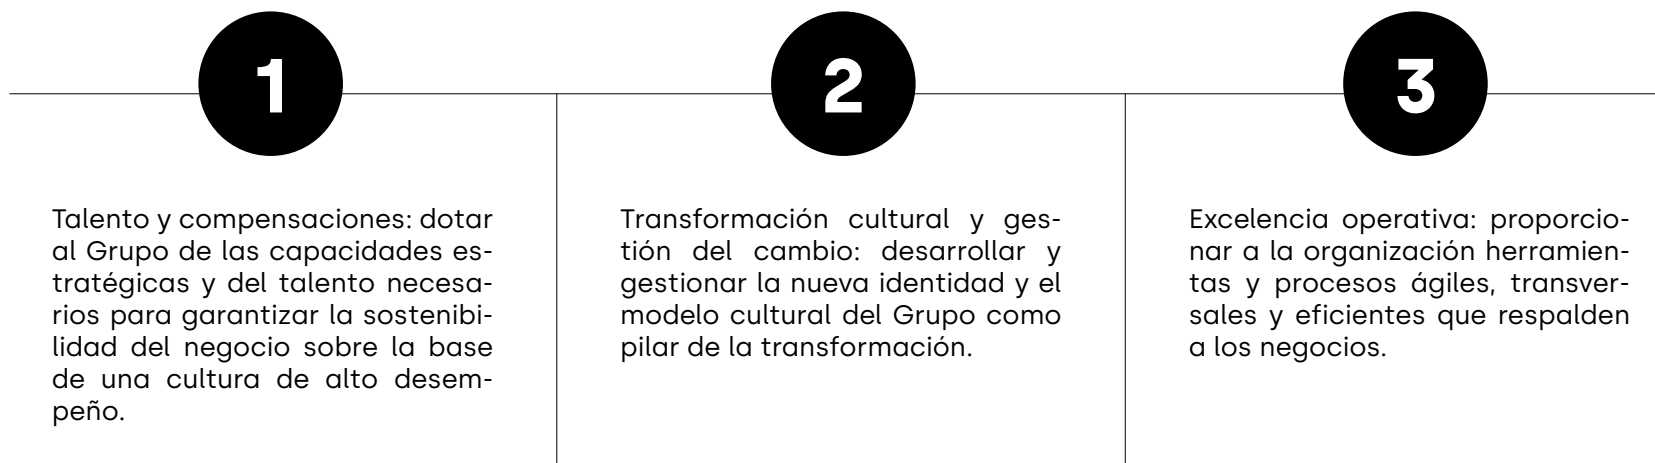 1
Talento y compensaciones: dotar
al Grupo de las capacidades es-
tratégicas y del talento necesa-
rios para garantizar la sostenibi-
lidad del negocio sobre la base
de una cultura de alto desem-
peño.
2
Transformación cultural y ges-
tión del cambio: desarrollar y
gestionar la nueva identidad y el
modelo cultural del Grupo como
pilar de la transformación.
3
Excelencia operativa: proporcio-
nar a la organización herramien-
tas y procesos ágiles, transver-
sales y eficientes que respalden
a los negocios.